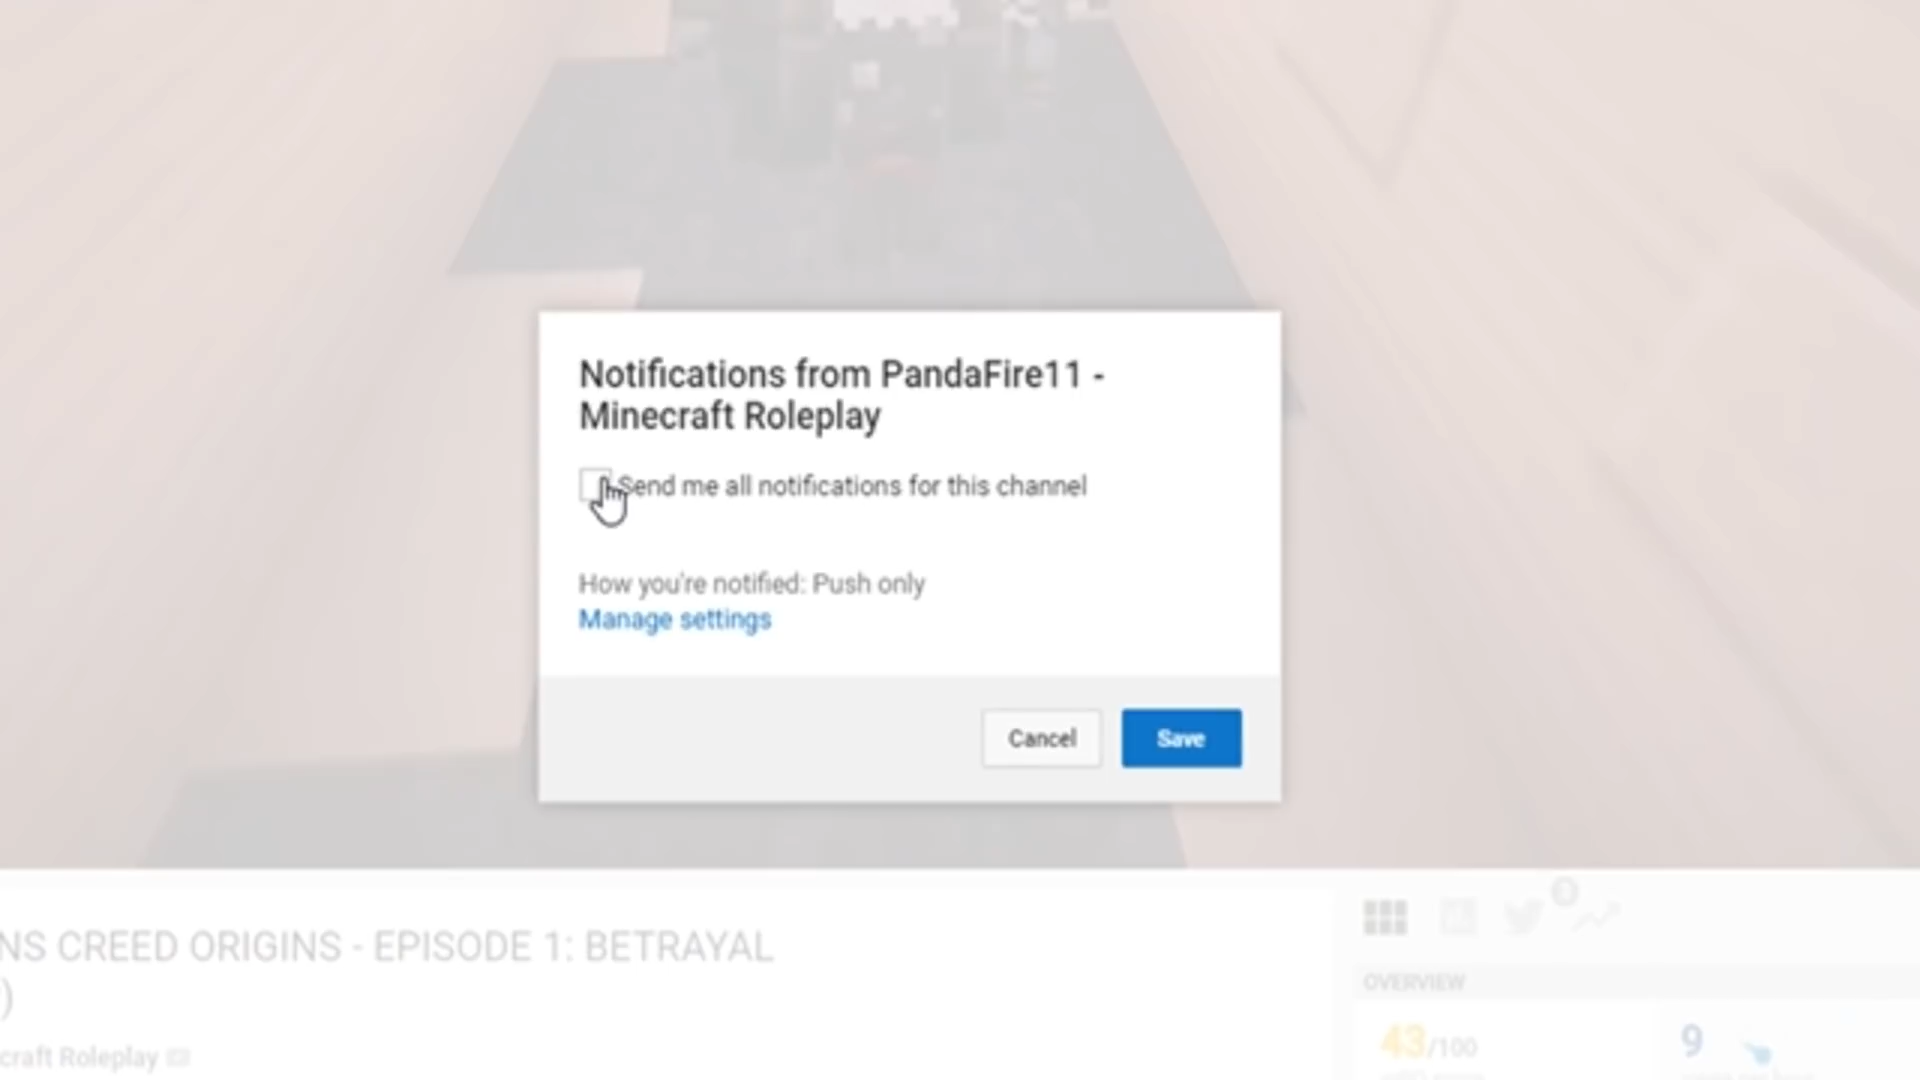 Notifications from PandaFire11 -
Minecraft Roleplay
Send me all notifications for this channel
How you're notified: Push only
Manage settings
Cancel
Save
NS CREED ORIGINS - EPISODE 1: BETRAYAL
)
craft Roleplay
OVERVIEW
43/100
9